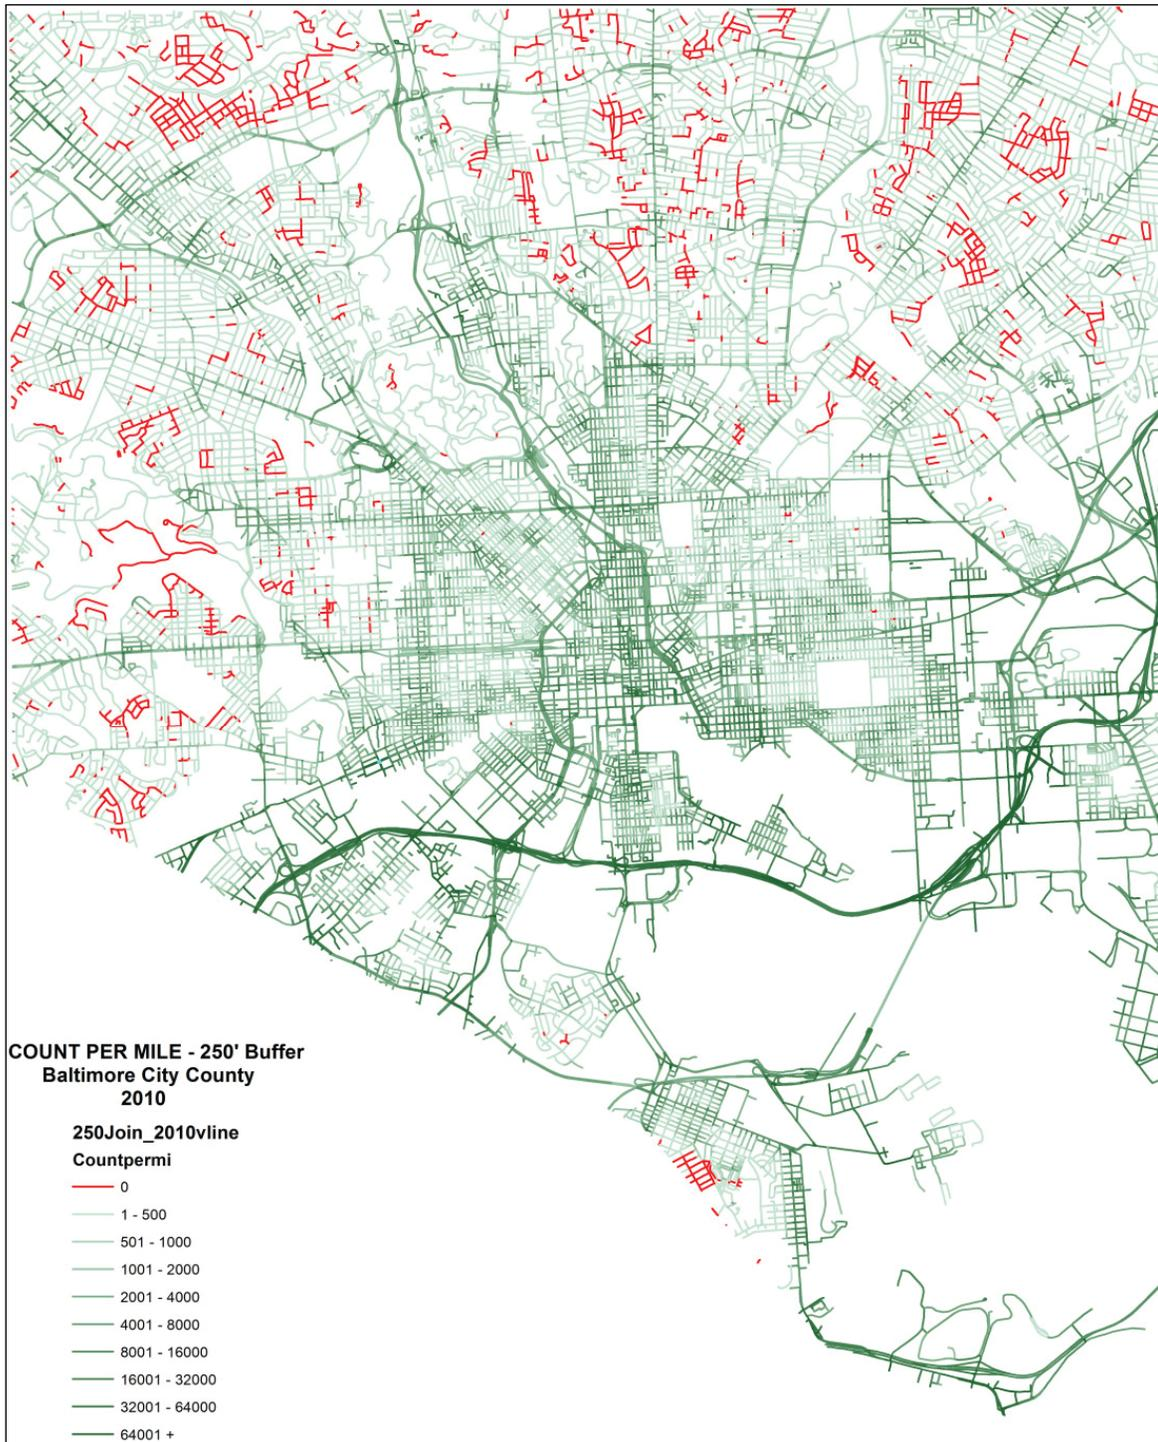 COUNT PER MILE - 250' Buffer
Baltimore City County
2010
250Join_2010vline
Countpermi
0
1 - 500
501 - 1000
1001 - 2000
2001 - 4000
4001 - 8000
8001 - 16000
16001 - 32000
32001 - 64000
64001 +